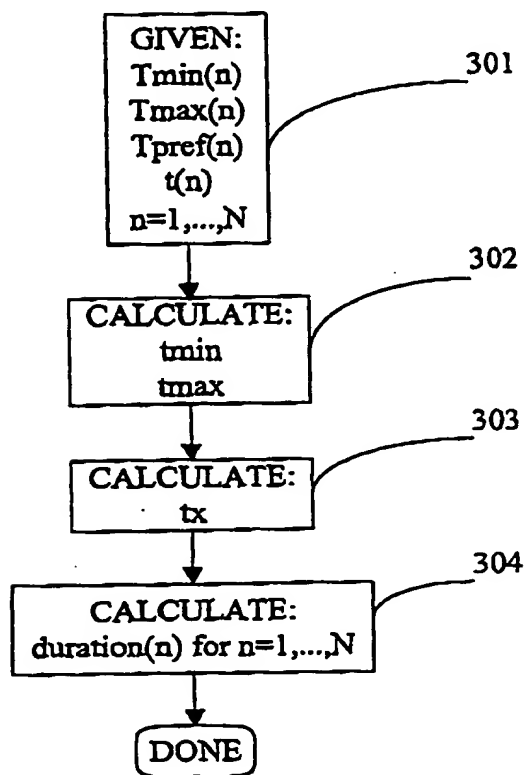 GIVEN:
Tmin(n)
Tmax(n)
Tpref(n)
t(n)
n=1,...,N
301
302
CALCULATE:
tmin
tmax
303
CALCULATE:
tx
304
CALCULATE:
duration(n) for n=1,...,N
DONE